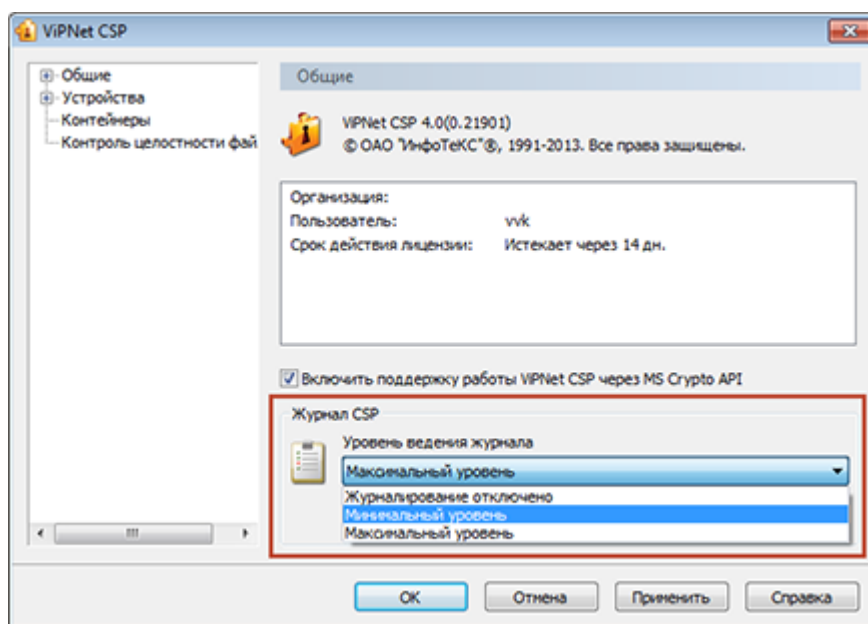 ViPNet CSP
Общие
Устройства
Контейнеры
Контроль целостности фай
Общие
ViPNet CSP 4.0(0.21901)
© ОАО "ИнфоТеКС"®, 1991-2013. Все права защищены.
Организация:
Пользователь: vvk
Срок действия лицензии: Истекает через 14 дн.
Включить поддержку работы ViPNet CSP через MS Crypto API
Журнал CSP
Уровень ведения журнала
Максимальный уровень
Журналирование отключено
Минимальный уровень
Максимальный уровень
OK Отмена Применить Справка